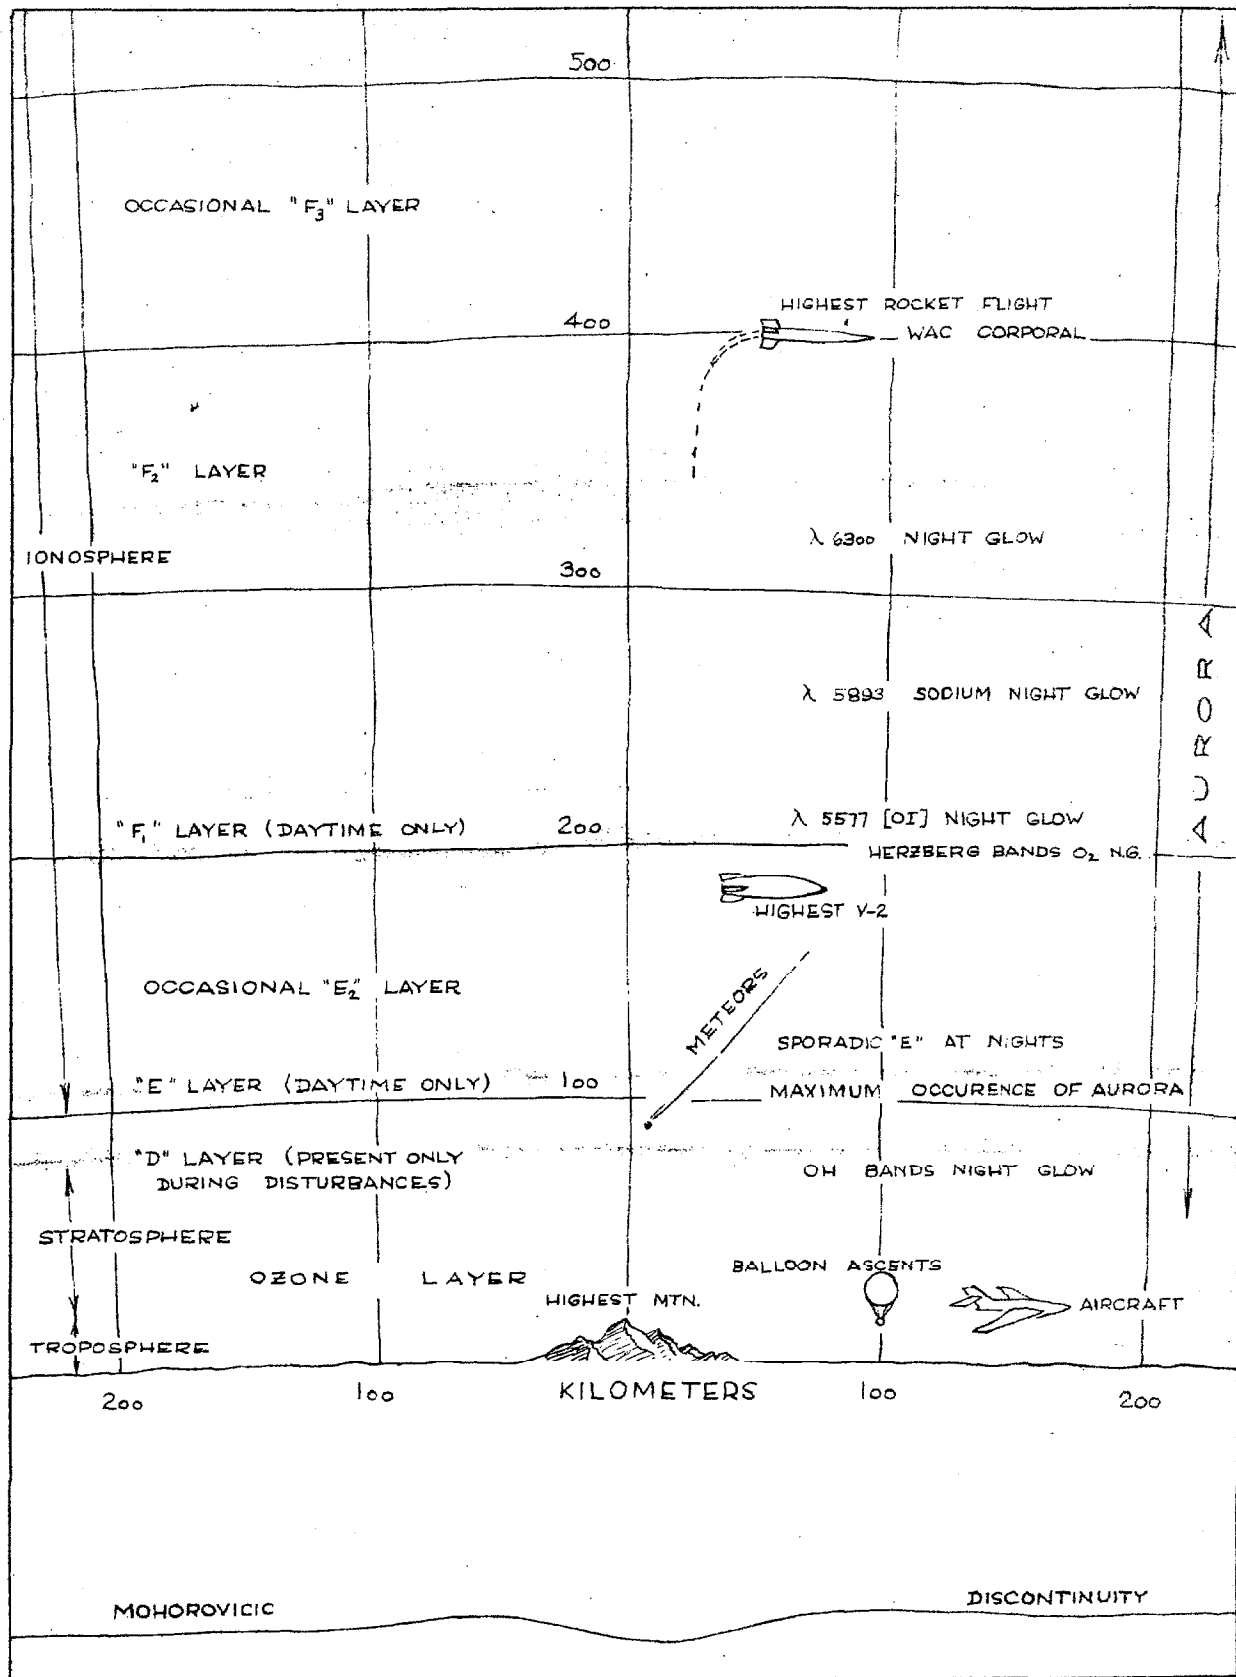 500
OCCASIONAL "F3" LAYER
HIGHEST ROCKET FLIGHT
400
WAC CORPORAL
"F2" LAYER
λ 6300 NIGHT GLOW
IONOSPHERE
300
AURORA
λ 5893 SODIUM NIGHT GLOW
"F1" LAYER (DAYTIME ONLY)
200
λ 5577 [OI] NIGHT GLOW
HERZBERG BANDS O2 N.G.
HIGHEST V-2
METEORS
OCCASIONAL "E2" LAYER
SPORADIC "E" AT NIGHTS
"E" LAYER (DAYTIME ONLY)
100
MAXIMUM OCCURENCE OF AURORA
"D" LAYER (PRESENT ONLY
DURING DISTURBANCES)
OH BANDS NIGHT GLOW
STRATOSPHERE
OZONE LAYER
BALLOON ASCENTS
HIGHEST MTN.
AIRCRAFT
TROPOSPHERE
200
100
KILOMETERS
100
200
MOHOROVICIC
DISCONTINUITY